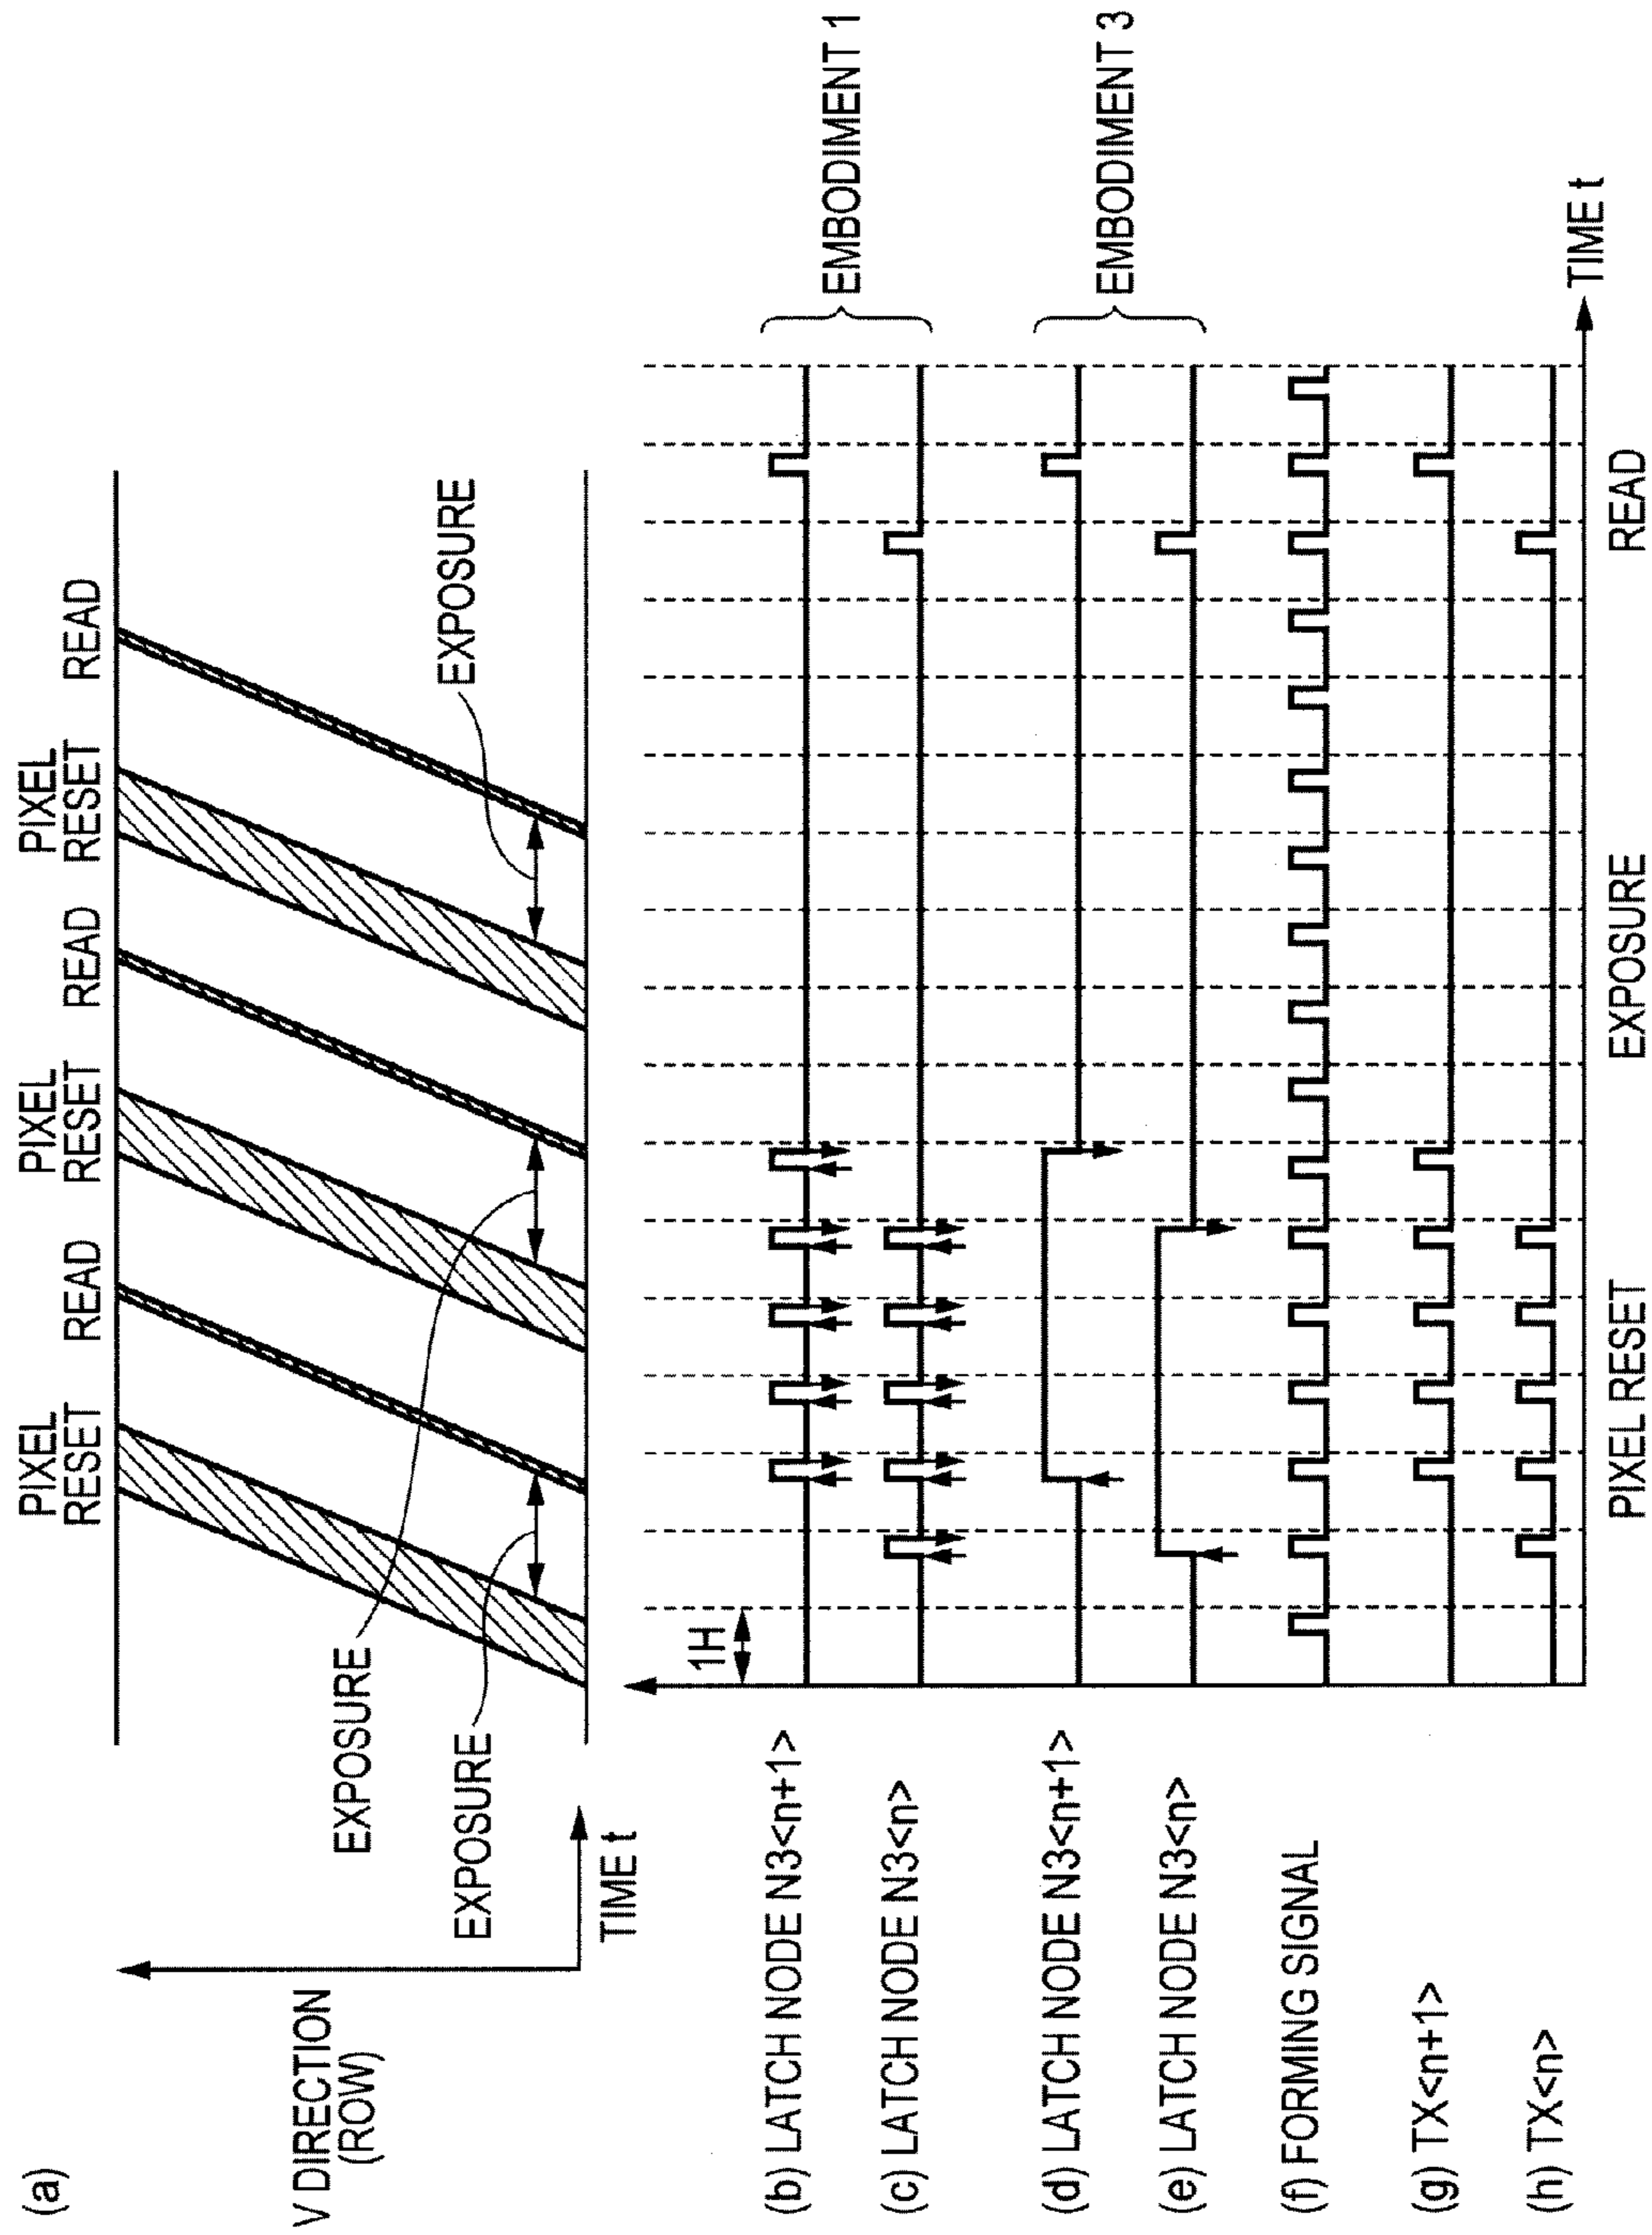 (a)
V DIRECTION
(ROW)
TIME t
PIXEL
RESET
READ
PIXEL
RESET
READ
PIXEL
RESET
READ
EXPOSURE
EXPOSURE
EXPOSURE
1H
(b) LATCH NODE N3<n+1>
(c) LATCH NODE N3<n>
EMBODIMENT 1
(d) LATCH NODE N3<n+1>
(e) LATCH NODE N3<n>
EMBODIMENT 3
(f) FORMING SIGNAL
(g) TX<n+1>
(h) TX<n>
TIME t
PIXEL RESET
EXPOSURE
READ